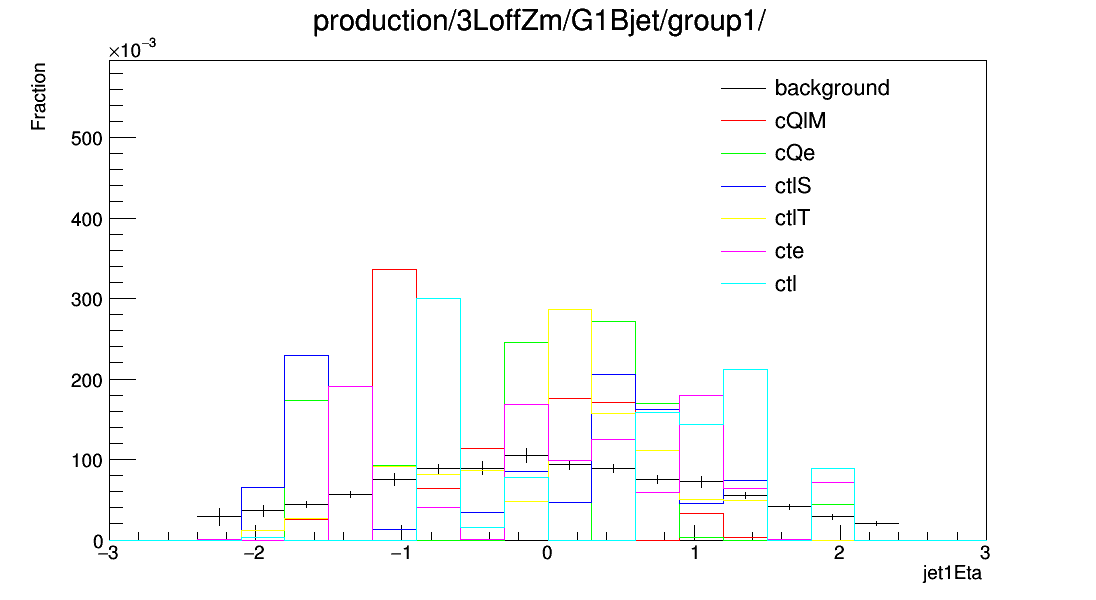 production/3LoffZm/G1Bjet/group1/
×10⁻³
Fraction
background
cQlM
cQe
ctlS
ctlT
cte
ctl
500
400
300
200
100
0
−3 −2 −1 0 1 2 3
jet1Eta